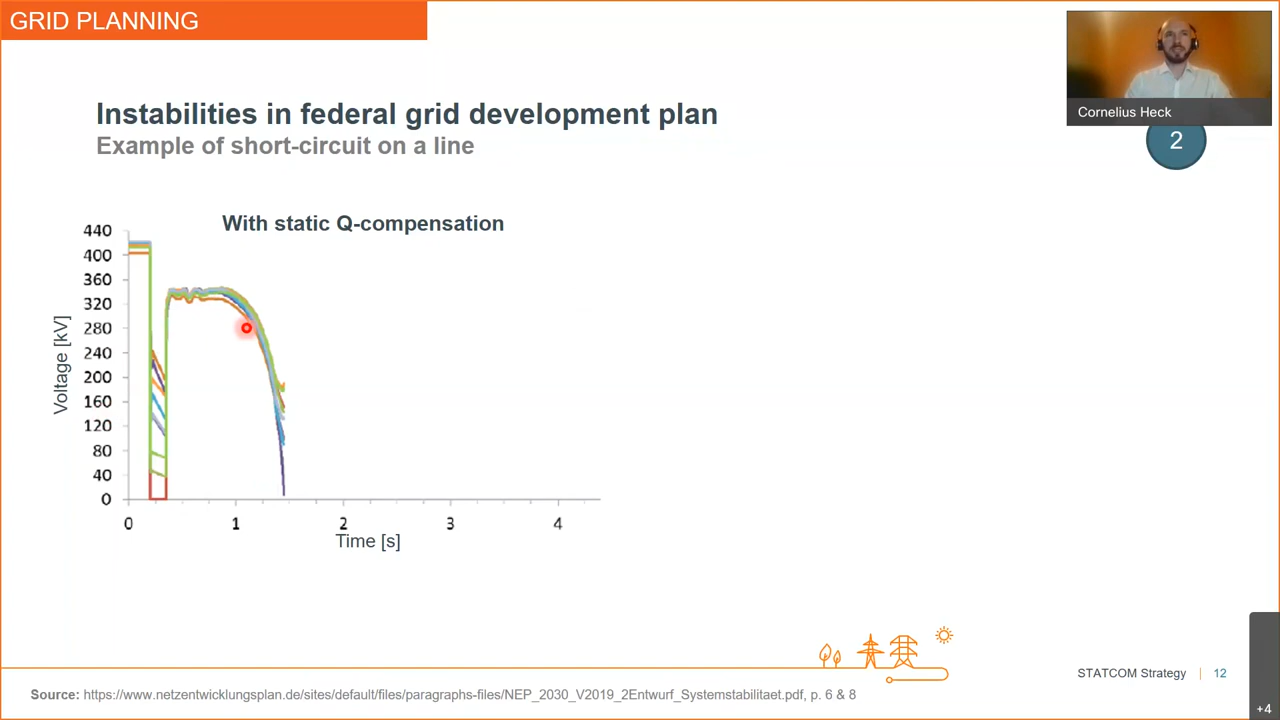 GRID PLANNING
Cornelius Heck
Instabilities in federal grid development plan
Example of short-circuit on a line
2
With static Q-compensation
440
400
360
320
280
240
200
160
120
80
40
0
Voltage [kV]
0 1 2 3 4
Time [s]
STATCOM Strategy | 12
Source: https://www.netzentwicklungsplan.de/sites/default/files/paragraphs-files/NEP_2030_V2019_2Entwurf_Systemstabilitaet.pdf, p. 6 & 8
+4